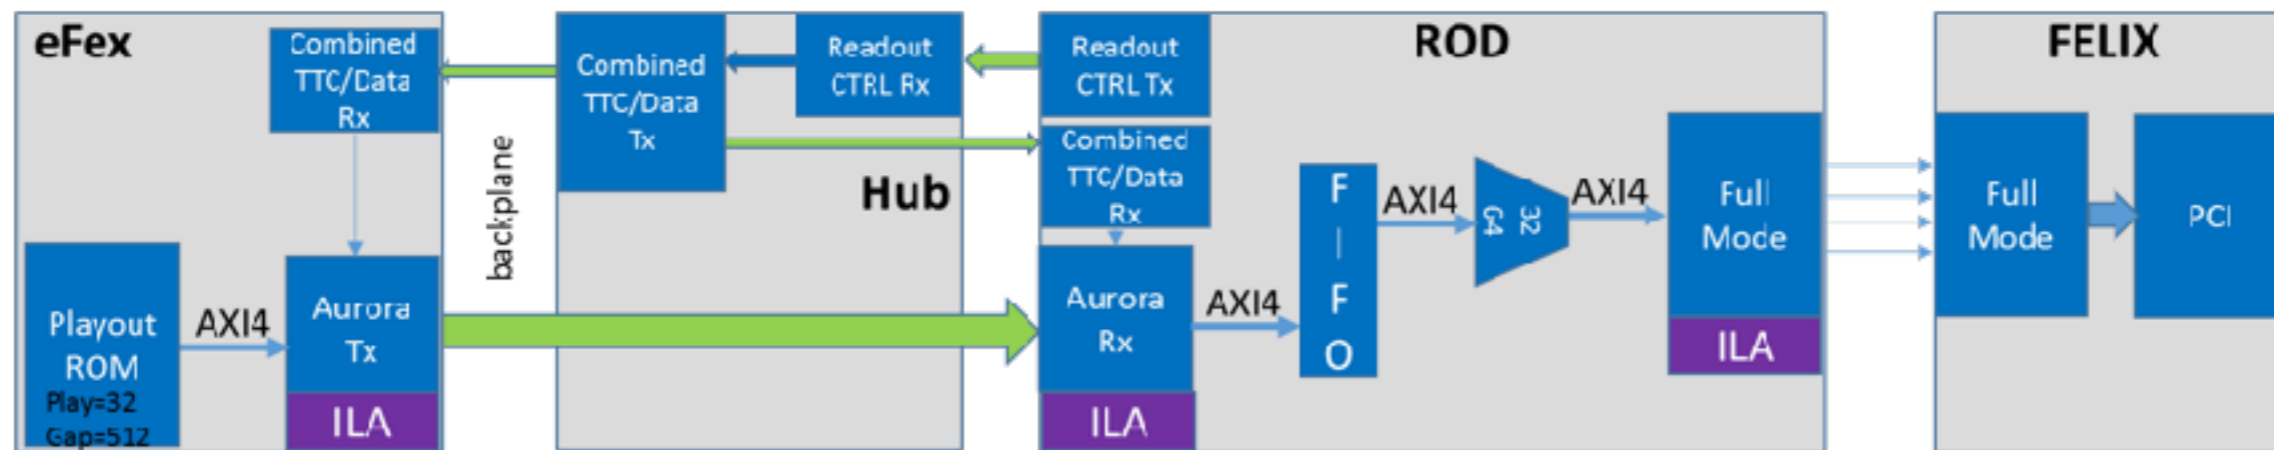 eFex
Combined
TTC/Data
Rx
Playout
ROM
Play=32
Gap=512
AXI4
Aurora
Tx
ILA
backplane
Combined
TTC/Data
Tx
Readout
CTRL Rx
Hub
Readout
CTRL Tx
Combined
TTC/Data
Rx
Aurora
Rx
ILA
AXI4
ROD
F
I
F
O
AXI4
64
32
AXI4
Full
Mode
ILA
FELIX
Full
Mode
PCI